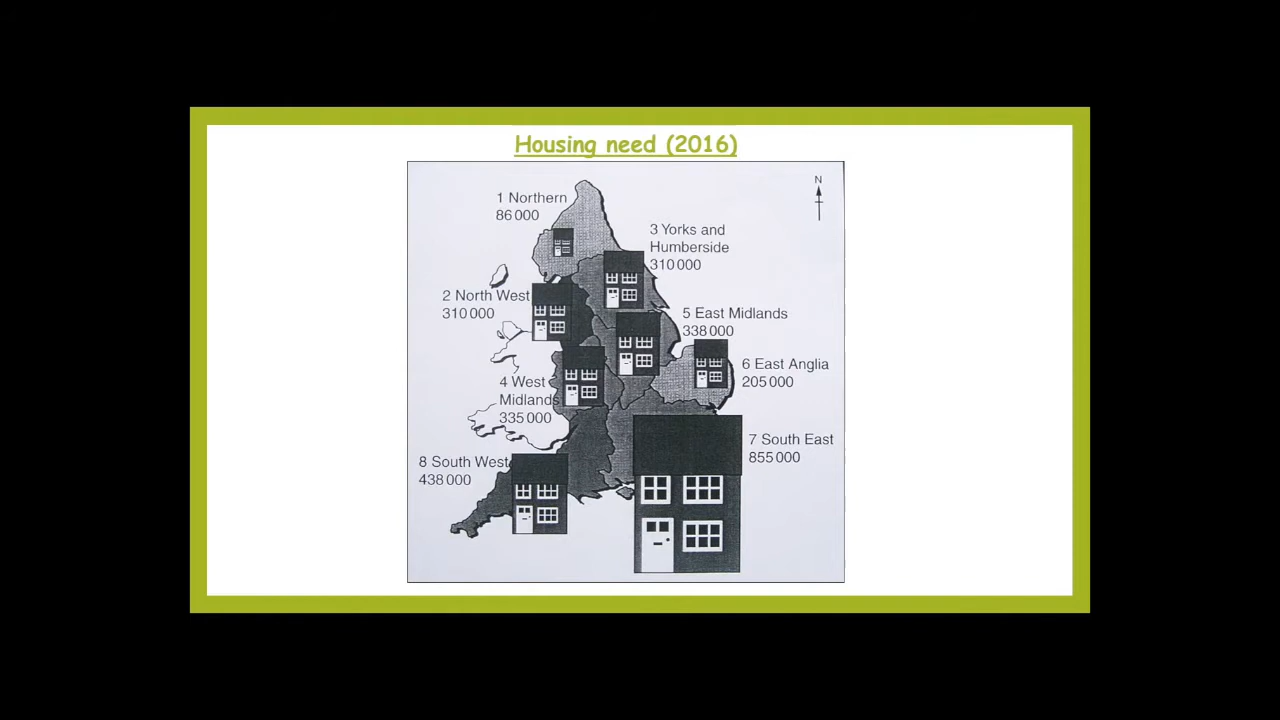 Housing need (2016)
N
1 Northern
86 000
3 Yorks and
Humberside
310 000
2 North West
310 000
5 East Midlands
338 000
6 East Anglia
205 000
4 West
Midlands
335 000
7 South East
855 000
8 South West
438 000